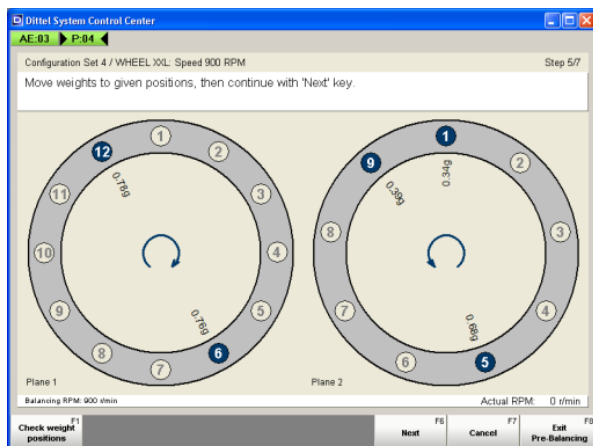 Dittel System Control Center
AE:03 P:04
Configuration Set 4 / WHEEL XXL: Speed 900 RPM Step 5/7
Move weights to given positions, then continue with 'Next' key.
1
2
3
4
5
6
7
8
9
10
11
12
0.78g
0.76g
Plane 1
1
2
3
4
5
6
7
8
9
0.34g
0.39g
0.68g
Plane 2
Balancing RPM: 900 r/min Actual RPM: 0 r/min
F1 Check weight
positions
F6 Next
F7 Cancel
F8 Exit
Pre-Balancing